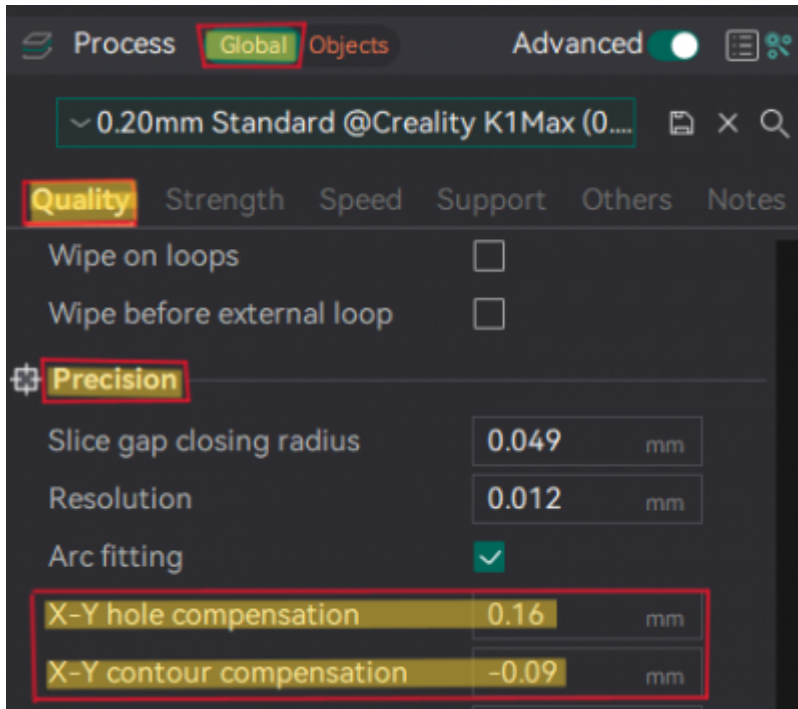 Process Global Objects Advanced
0.20mm Standard @Creality K1Max (0....
Quality Strength Speed Support Others Notes
Wipe on loops
Wipe before external loop
Precision
Slice gap closing radius 0.049 mm
Resolution 0.012 mm
Arc fitting
X-Y hole compensation 0.16 mm
X-Y contour compensation -0.09 mm